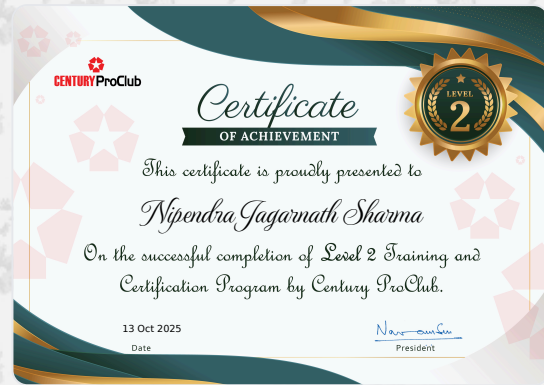 CENTURY ProClub
Certificate
OF ACHIEVEMENT
LEVEL
2
This certificate is proudly presented to
Nipendra Jagarnath Sharma
On the successful completion of Level 2 Training and
Certification Program by Century ProClub.
13 Oct 2025
Date
President